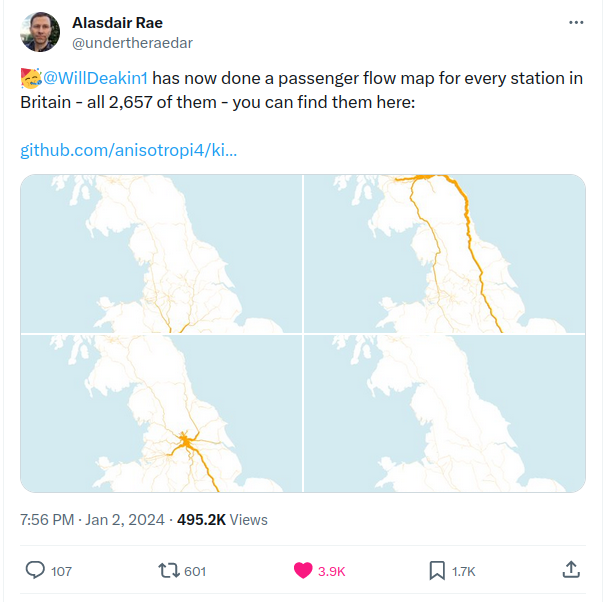 Alasdair Rae
@undertheraedar
@WillDeakin1 has now done a passenger flow map for every station in
Britain - all 2,657 of them - you can find them here:
github.com/anisotropi4/ki...
7:56 PM · Jan 2, 2024 · 495.2K Views
107 601 3.9K 1.7K